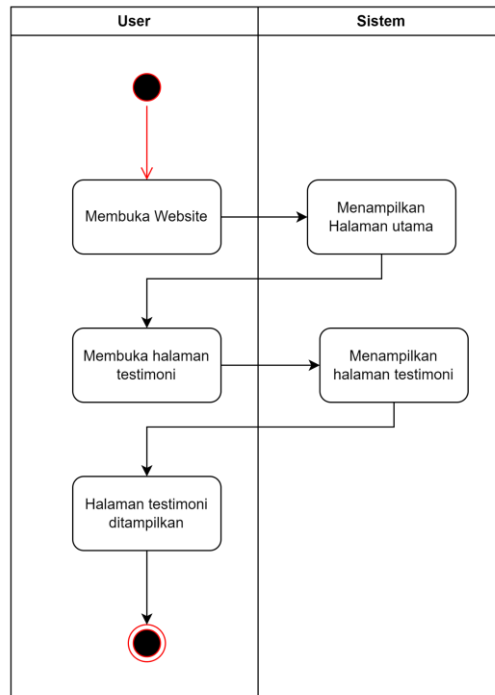 User
Sistem
Membuka Website
Menampilkan
Halaman utama
Membuka halaman
testimoni
Menampilkan
halaman testimoni
Halaman testimoni
ditampilkan